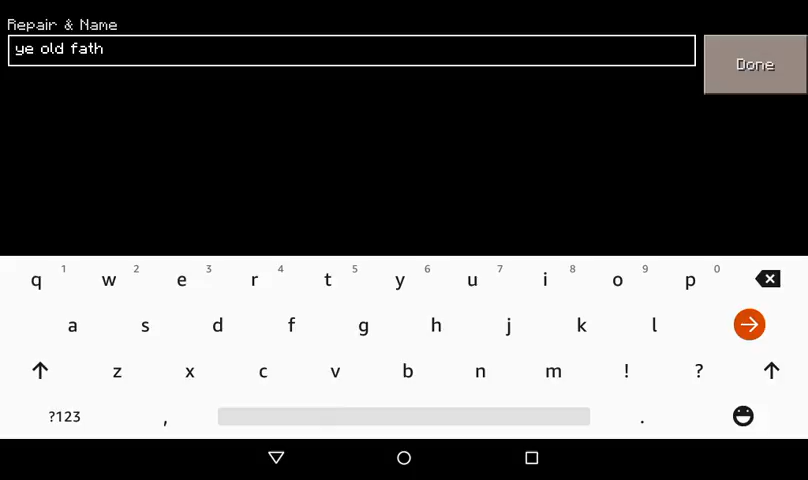 Repair & Name
ye old fath
Done
1 2 3 4 5 6 7 8 9 0
q w e r t y u i o p
a s d f g h j k l
z x c v b n m ! ?
?123 , .